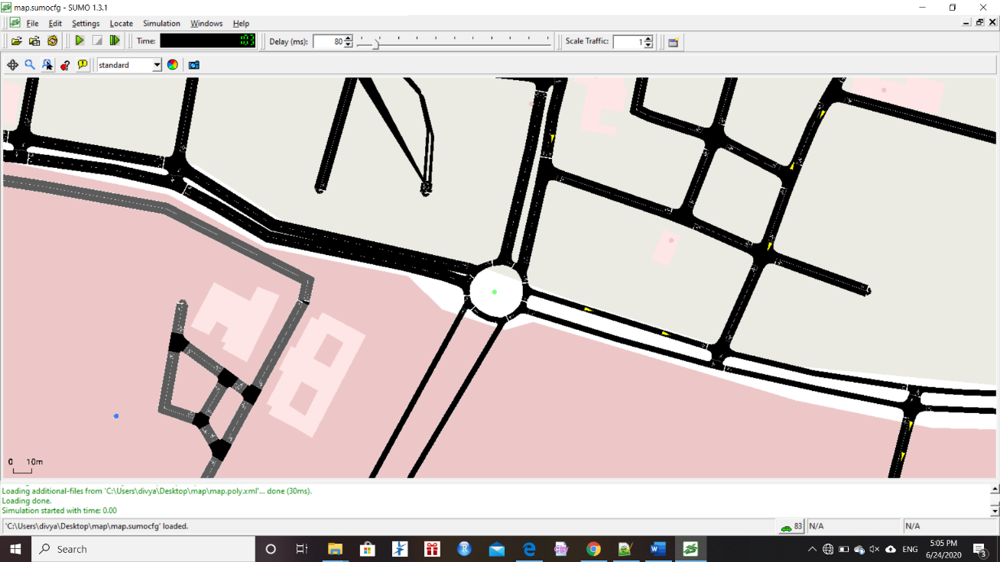 map.sumocfg - SUMO 1.3.1
File Edit Settings Locate Simulation Windows Help
Time: 103 Delay (ms): 80 Scale Traffic: 1
standard
0 10m
Loading additional-files from 'C:\Users\divya\Desktop\map\map.poly.xml'... done (30ms).
Loading done.
Simulation started with time: 0.00
'C:\Users\divya\Desktop\map\map.sumocfg' loaded. 83 N/A N/A
Search ENG 5:05 PM
6/24/2020 3